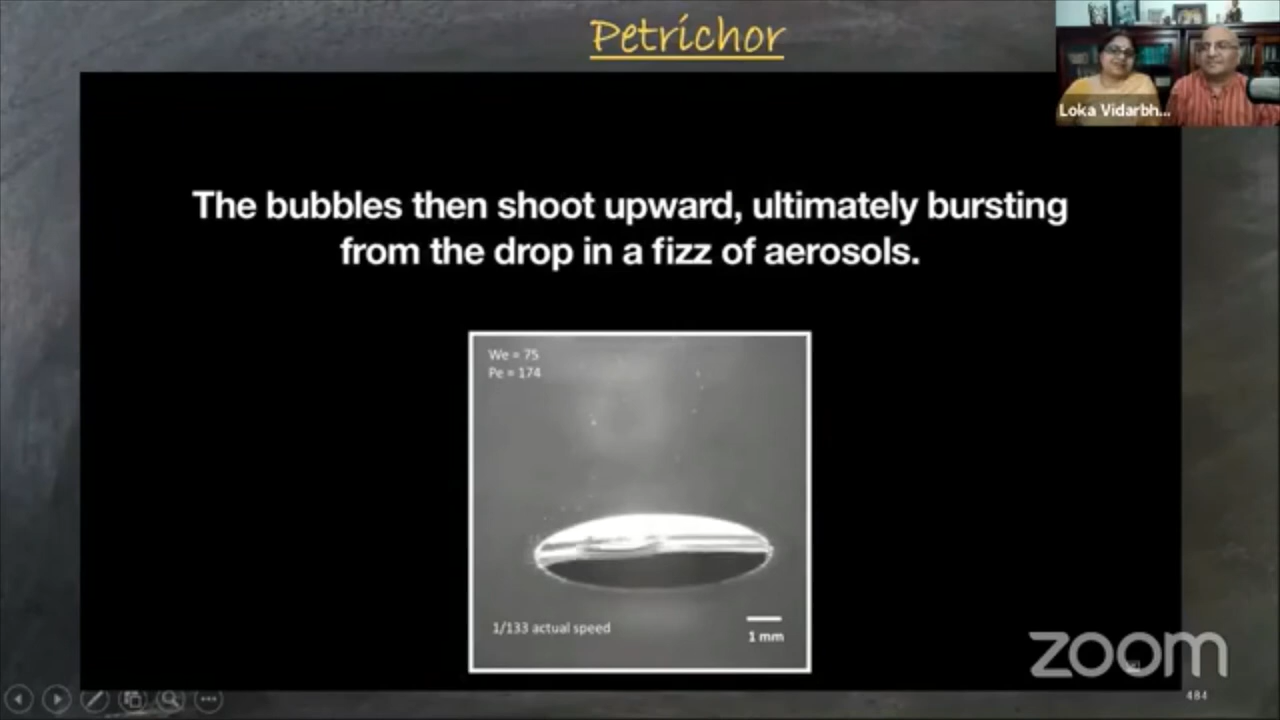 Petrichor
Loka Vidarbh...
The bubbles then shoot upward, ultimately bursting
from the drop in a fizz of aerosols.
We = 75
Pe = 174
1/133 actual speed
1 mm
zoom
484